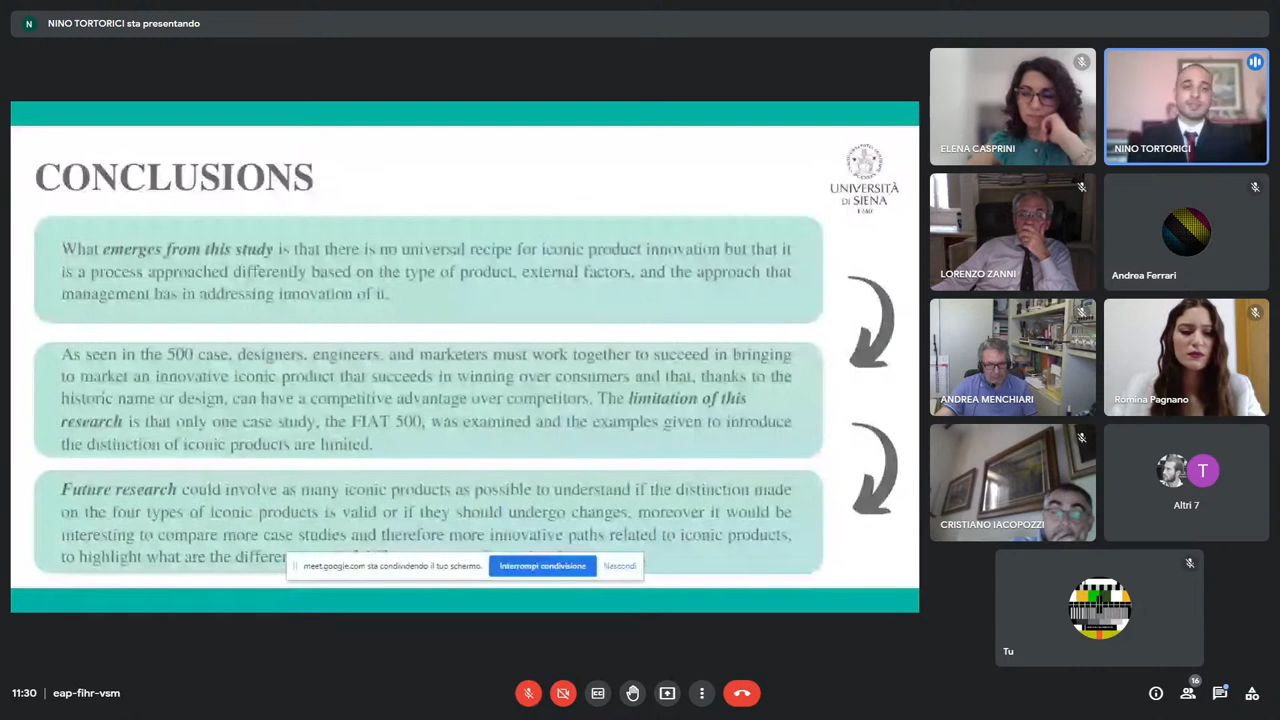 N NINO TORTORICI sta presentando
CONCLUSIONS
UNIVERSITÀ
DI SIENA
1240
What emerges from this study is that there is no universal recipe for iconic product innovation but that it
is a process approached differently based on the type of product, external factors, and the approach that
management has in addressing innovation of it.
As seen in the 500 case, designers, engineers, and marketers must work together to succeed in bringing
to market an innovative iconic product that succeeds in winning over consumers and that, thanks to the
historic name or design, can have a competitive advantage over competitors. The limitation of this
research is that only one case study, the FIAT 500, was examined and the examples given to introduce
the distinction of iconic products are limited.
Future research could involve as many iconic products as possible to understand if the distinction made
on the four types of iconic products is valid or if they should undergo changes, moreover it would be
interesting to compare more case studies and therefore more innovative paths related to iconic products,
to highlight what are the differen
meet.google.com sta condividendo il tuo schermo. Interrompi condivisione Nascondi
ELENA CASPRINI
NINO TORTORICI
LORENZO ZANNI
Andrea Ferrari
ANDREA MENCHIARI
Romina Pagnano
CRISTIANO IACOPOZZI
T
Altri 7
Tu
11:30 eap-fihr-vsm
16